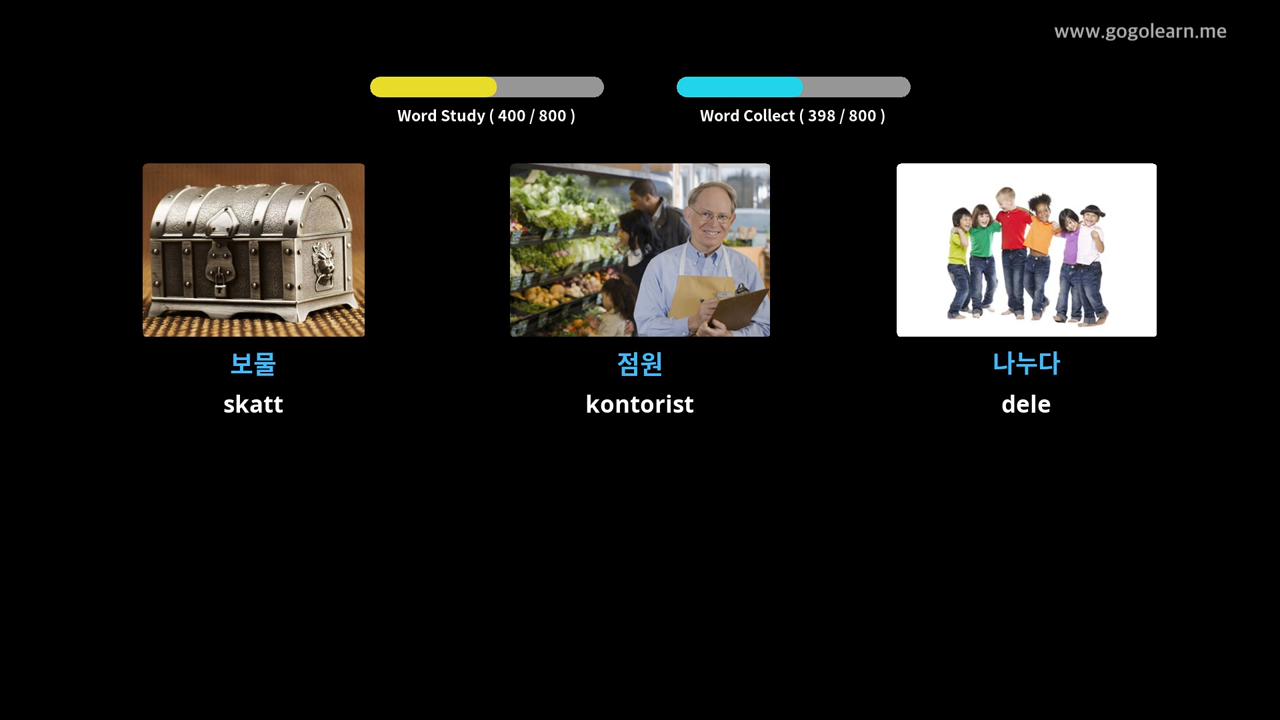 www.gogolearn.me
Word Study ( 400 / 800 )
Word Collect ( 398 / 800 )
보물
skatt
점원
kontorist
나누다
dele